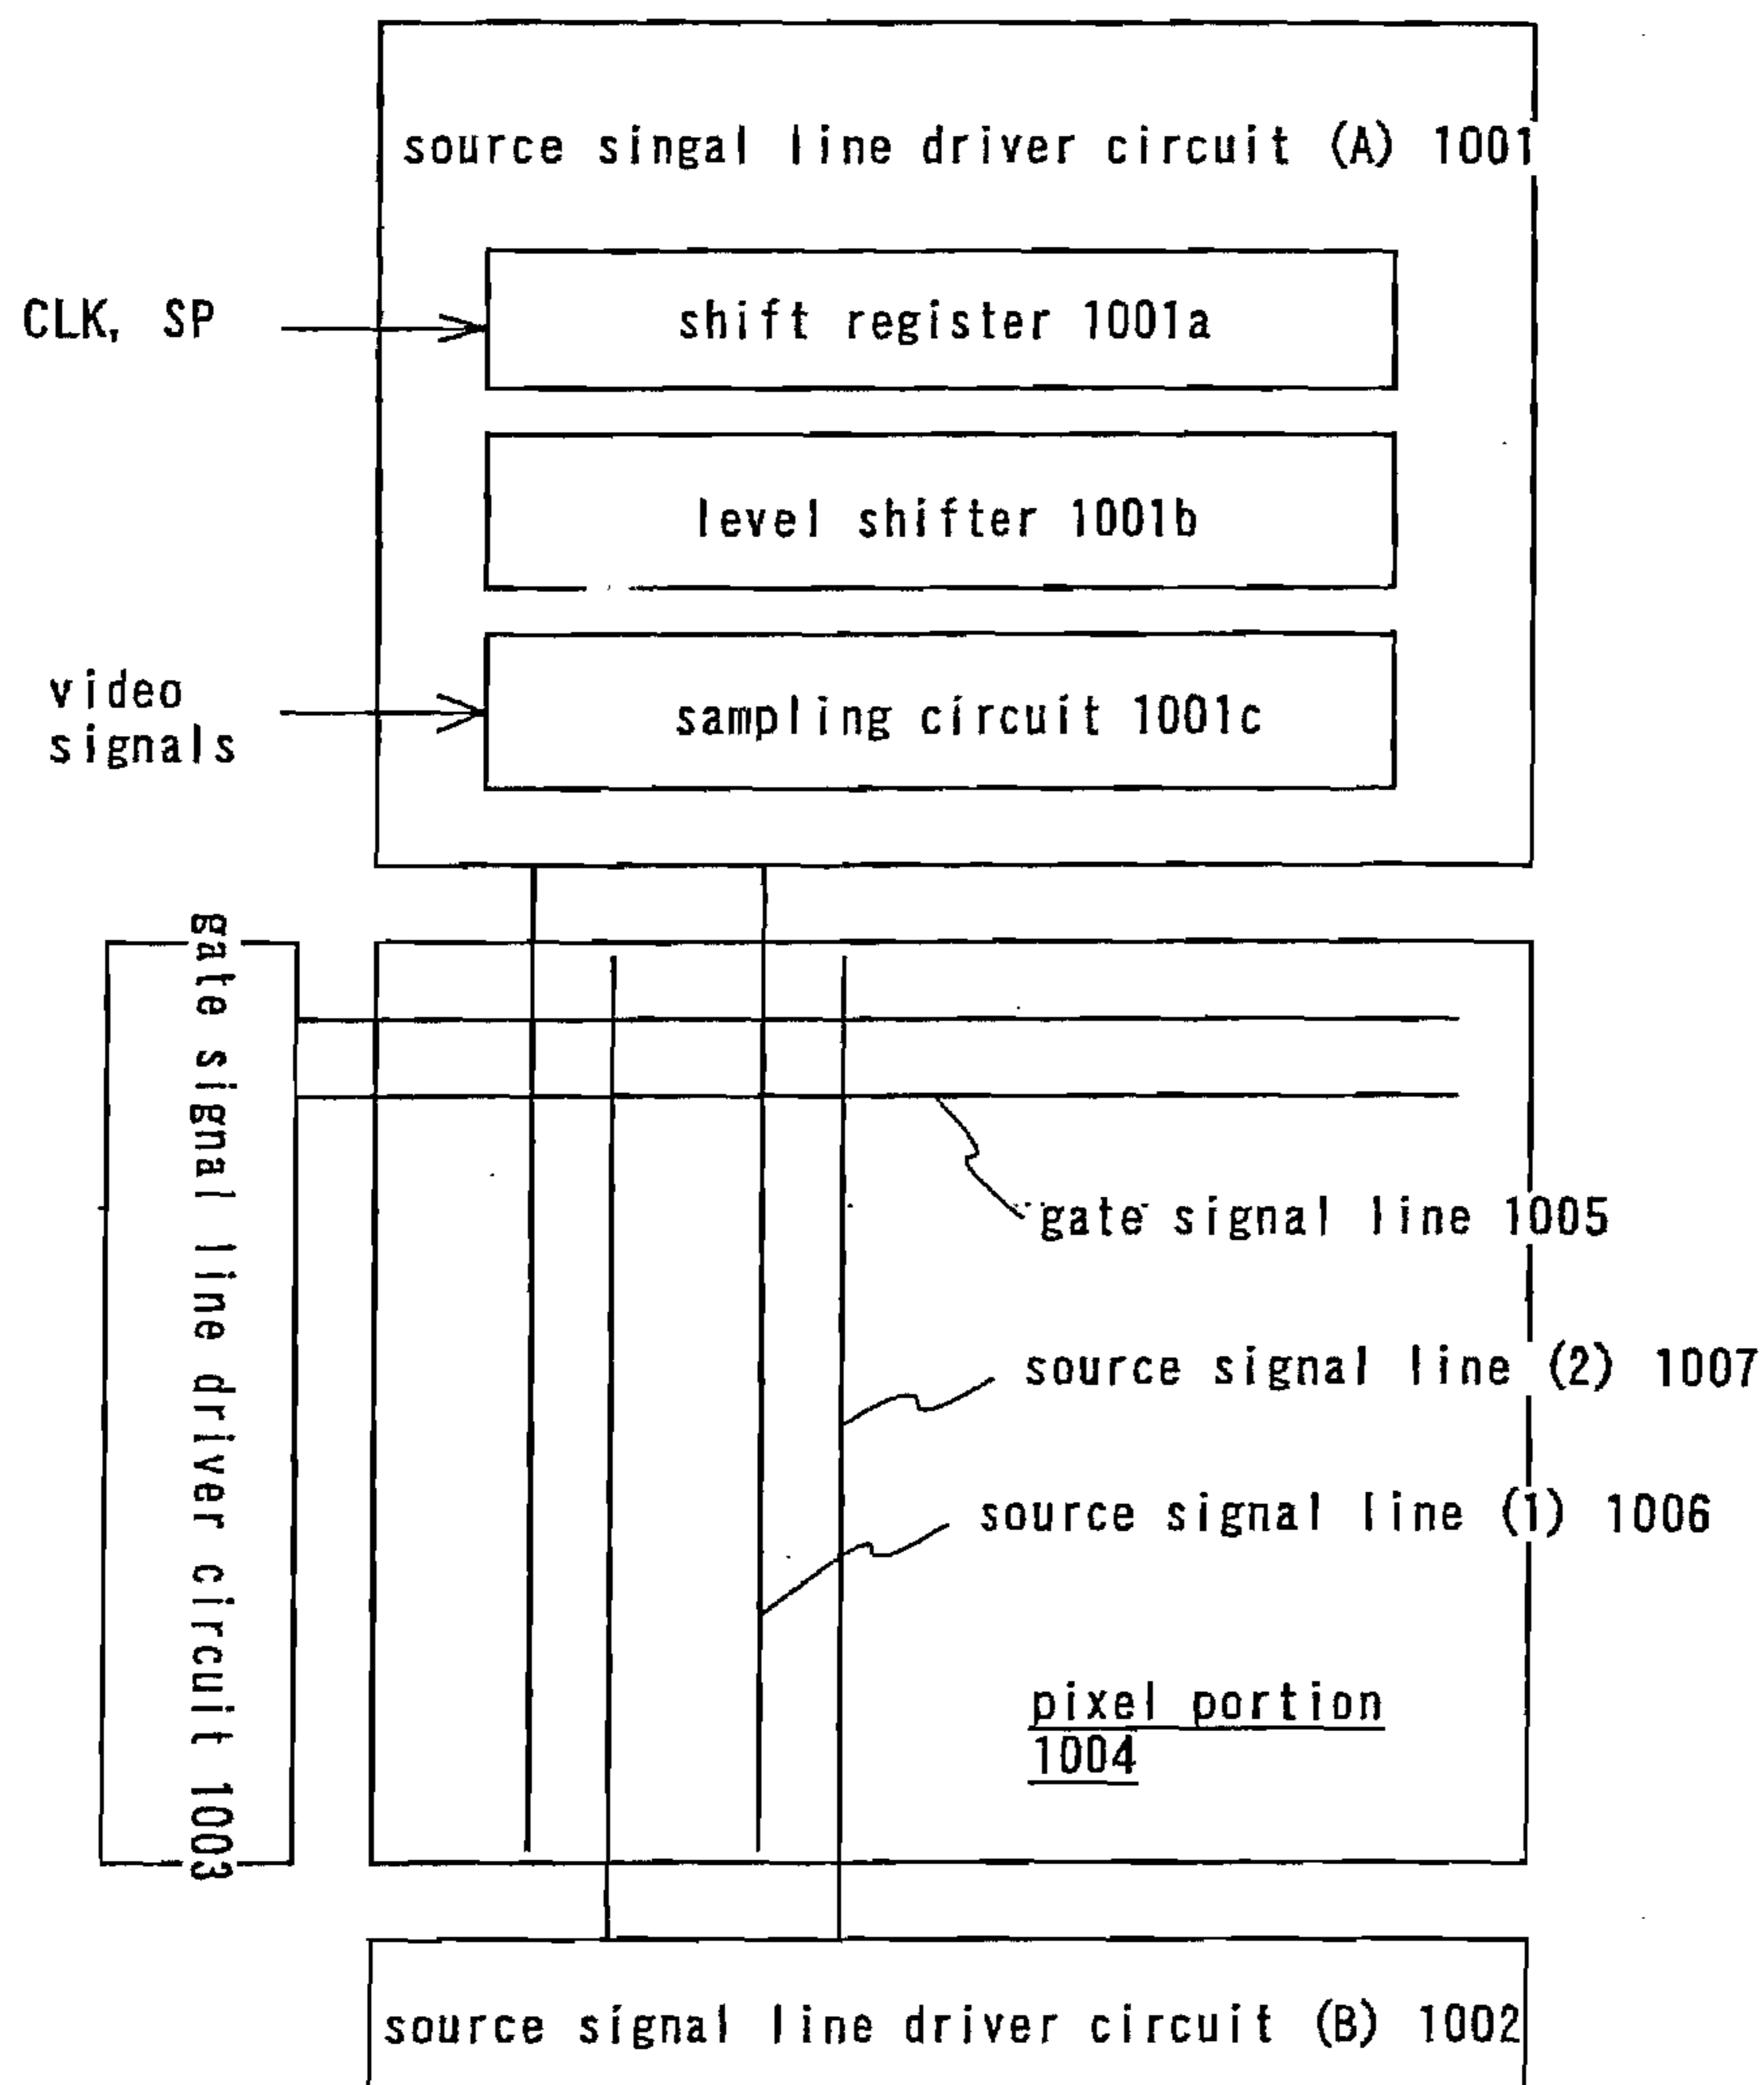 source singal line driver circuit (A) 1001
CLK, SP
shift register 1001a
level shifter 1001b
video
signals
sampling circuit 1001c
gate signal line driver circuit 1003
gate signal line 1005
source signal line (2) 1007
source signal line (1) 1006
pixel portion
1004
source signal line driver circuit (B) 1002